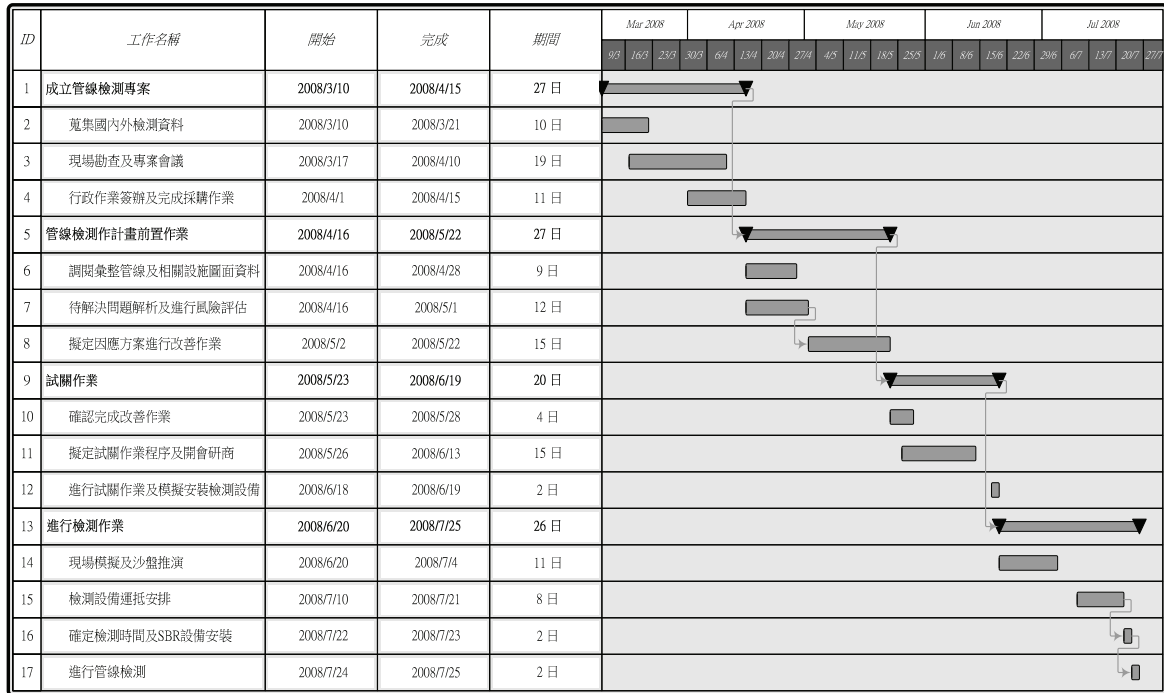 ID 工作名稱 開始 完成 期間 Mar 2008 Apr 2008 May 2008 Jun 2008 Jul 2008
9/3 16/3 23/3 30/3 6/4 13/4 20/4 27/4 4/5 11/5 18/5 25/5 1/6 8/6 15/6 22/6 29/6 6/7 13/7 20/7 27/7
1 成立管線檢測專案 2008/3/10 2008/4/15 27 日
2 蒐集國內外檢測資料 2008/3/10 2008/3/21 10 日
3 現場勘查及專案會議 2008/3/17 2008/4/10 19 日
4 行政作業簽辦及完成採購作業 2008/4/1 2008/4/15 11 日
5 管線檢測作計畫前置作業 2008/4/16 2008/5/22 27 日
6 調閱彙整管線及相關設施圖面資料 2008/4/16 2008/4/28 9 日
7 待解決問題解析及進行風險評估 2008/4/16 2008/5/1 12 日
8 擬定因應方案進行改善作業 2008/5/2 2008/5/22 15 日
9 試關作業 2008/5/23 2008/6/19 20 日
10 確認完成改善作業 2008/5/23 2008/5/28 4 日
11 擬定試關作業程序及開會研商 2008/5/26 2008/6/13 15 日
12 進行試關作業及模擬安裝檢測設備 2008/6/18 2008/6/19 2 日
13 進行檢測作業 2008/6/20 2008/7/25 26 日
14 現場模擬及沙盤推演 2008/6/20 2008/7/4 11 日
15 檢測設備運抵安排 2008/7/10 2008/7/21 8 日
16 確定檢測時間及SBR設備安裝 2008/7/22 2008/7/23 2 日
17 進行管線檢測 2008/7/24 2008/7/25 2 日